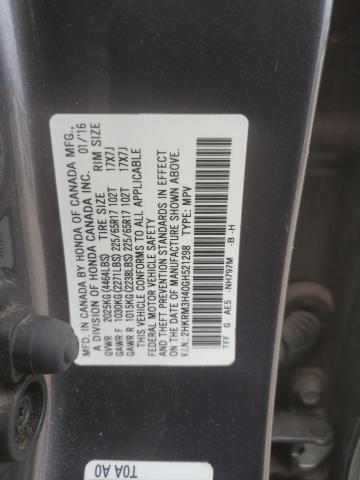 MFD. IN CANADA BY HONDA OF CANADA MFG.,
A DIVISION OF HONDA CANADA INC. 01/16
TIRE SIZE RIM SIZE
GVWR 2023KG(4464LBS)
GAWR F 1030KG(2271LBS)225/65R17 102T 17X7J
GAWR R 1015KG(2238LBS)225/65R17 102T 17X7J
THIS VEHICLE CONFORMS TO ALL APPLICABLE
FEDERAL MOTOR VEHICLE SAFETY
AND THEFT PREVENTION STANDARDS IN EFFECT
ON THE DATE OF MANUFACTURE SHOWN ABOVE.
V.I.N.: 2HKRM3H40GH521298 TYPE: MPV
TFF G AE5 NH797M -B -H
T0A A0